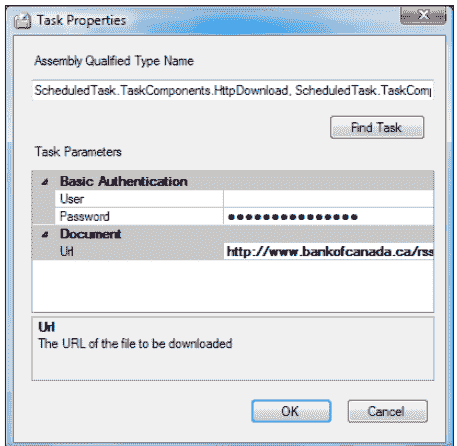 Task Properties
Assembly Qualified Type Name
ScheduledTask.TaskComponents.HttpDownload, ScheduledTask.TaskComp
Find Task
Task Parameters
Basic Authentication
User
Password ●●●●●●●●●●●●●●●
Document
Url http://www.bankofcanada.ca/rss
Url
The URL of the file to be downloaded
OK Cancel